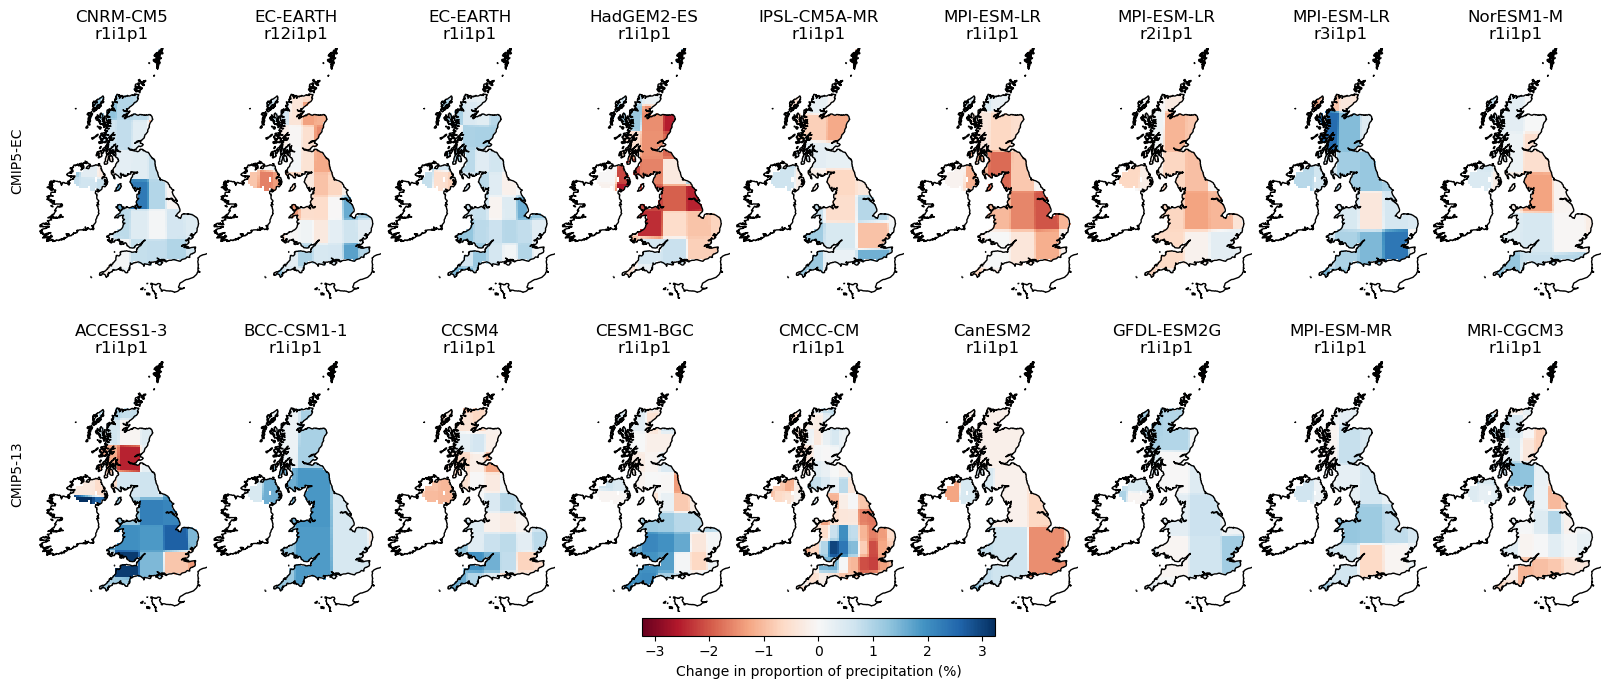 CNRM-CM5 EC-EARTH EC-EARTH HadGEM2-ES IPSL-CM5A-MR MPI-ESM-LR MPI-ESM-LR MPI-ESM-LR NorESM1-M
r1i1p1 r12i1p1 r1i1p1 r1i1p1 r1i1p1 r1i1p1 r2i1p1 r3i1p1 r1i1p1
CMIP5-EC
ACCESS1-3 BCC-CSM1-1 CCSM4 CESM1-BGC CMCC-CM CanESM2 GFDL-ESM2G MPI-ESM-MR MRI-CGCM3
r1i1p1 r1i1p1 r1i1p1 r1i1p1 r1i1p1 r1i1p1 r1i1p1 r1i1p1 r1i1p1
CMIP5-13
−3 −2 −1 0 1 2 3
Change in proportion of precipitation (%)